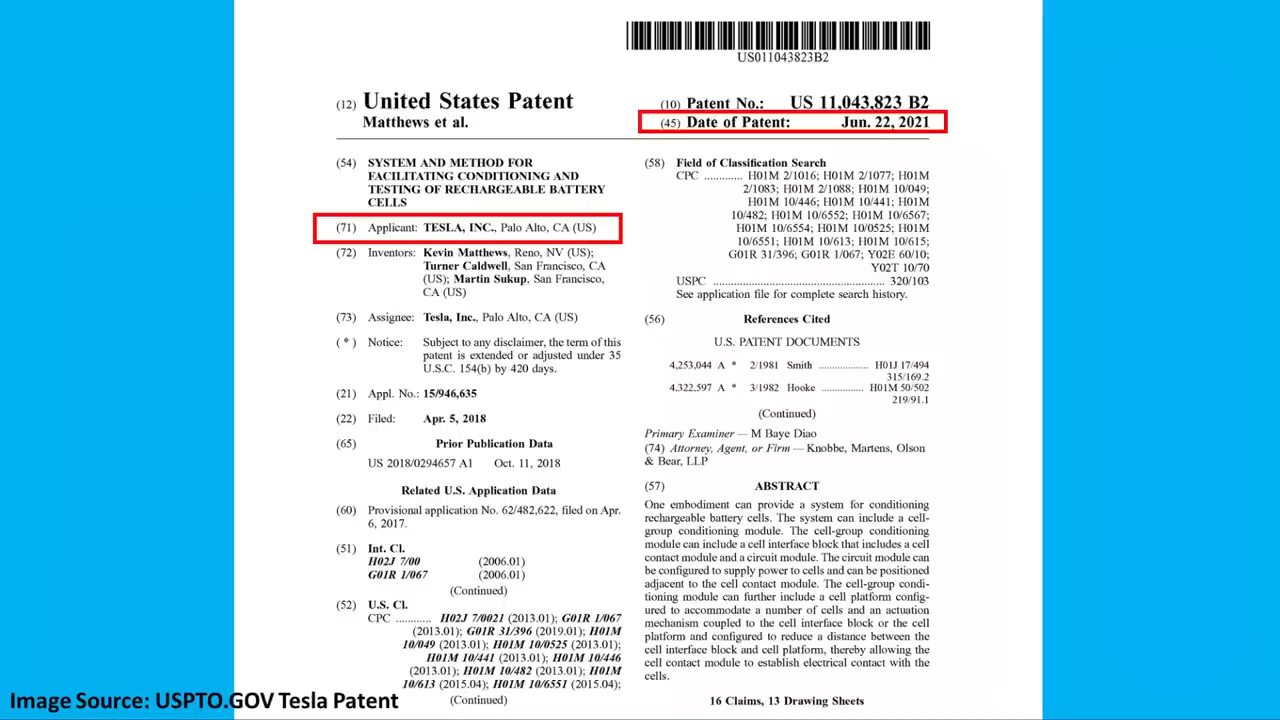 US011043823B2
(12) United States Patent
Matthews et al.
(10) Patent No.: US 11,043,823 B2
(45) Date of Patent: Jun. 22, 2021
(54) SYSTEM AND METHOD FOR
FACILITATING CONDITIONING AND
TESTING OF RECHARGEABLE BATTERY
CELLS
(71) Applicant: TESLA, INC., Palo Alto, CA (US)
(72) Inventors: Kevin Matthews, Reno, NV (US);
Turner Caldwell, San Francisco, CA
(US); Martin Sukup, San Francisco,
CA (US)
(73) Assignee: Tesla, Inc., Palo Alto, CA (US)
( * ) Notice: Subject to any disclaimer, the term of this
patent is extended or adjusted under 35
U.S.C. 154(b) by 420 days.
(21) Appl. No.: 15/946,635
(22) Filed: Apr. 5, 2018
(65) Prior Publication Data
US 2018/0294657 A1 Oct. 11, 2018
Related U.S. Application Data
(60) Provisional application No. 62/482,622, filed on Apr.
6, 2017.
(51) Int. Cl.
H02J 7/00 (2006.01)
G01R 1/067 (2006.01)
(Continued)
(52) U.S. Cl.
CPC ............ H02J 7/0021 (2013.01); G01R 1/067
(2013.01); G01R 31/396 (2019.01); H01M
10/049 (2013.01); H01M 10/0525 (2013.01);
H01M 10/441 (2013.01); H01M 10/446
(2013.01); H01M 10/482 (2013.01); H01M
10/613 (2015.04); H01M 10/6551 (2015.04);
(Continued)
(58) Field of Classification Search
CPC ............. H01M 2/1016; H01M 2/1077; H01M
2/1083; H01M 2/1088; H01M 10/049;
H01M 10/446; H01M 10/441; H01M
10/482; H01M 10/6552; H01M 10/6567;
H01M 10/6554; H01M 10/0525; H01M
10/6551; H01M 10/613; H01M 10/615;
G01R 31/396; G01R 1/067; Y02E 60/10;
Y02T 10/70
USPC .......................................................... 320/103
See application file for complete search history.
(56) References Cited
U.S. PATENT DOCUMENTS
4,253,044 A * 2/1981 Smith ................... H01J 17/494
315/169.2
4,322,597 A * 3/1982 Hooke ................ H01M 50/502
219/91.1
(Continued)
Primary Examiner — M Baye Diao
(74) Attorney, Agent, or Firm — Knobbe, Martens, Olson
& Bear, LLP
(57) ABSTRACT
One embodiment can provide a system for conditioning
rechargeable battery cells. The system can include a cell-
group conditioning module. The cell-group conditioning
module can include a cell interface block that includes a cell
contact module and a circuit module. The circuit module can
be configured to supply power to cells and can be positioned
adjacent to the cell contact module. The cell-group condi-
tioning module can further include a cell platform config-
ured to accommodate a number of cells and an actuation
mechanism coupled to the cell interface block or the cell
platform and configured to reduce a distance between the
cell interface block and cell platform, thereby allowing the
cell contact module to establish electrical contact with the
cells.
16 Claims, 13 Drawing Sheets
Image Source: USPTO.GOV Tesla Patent